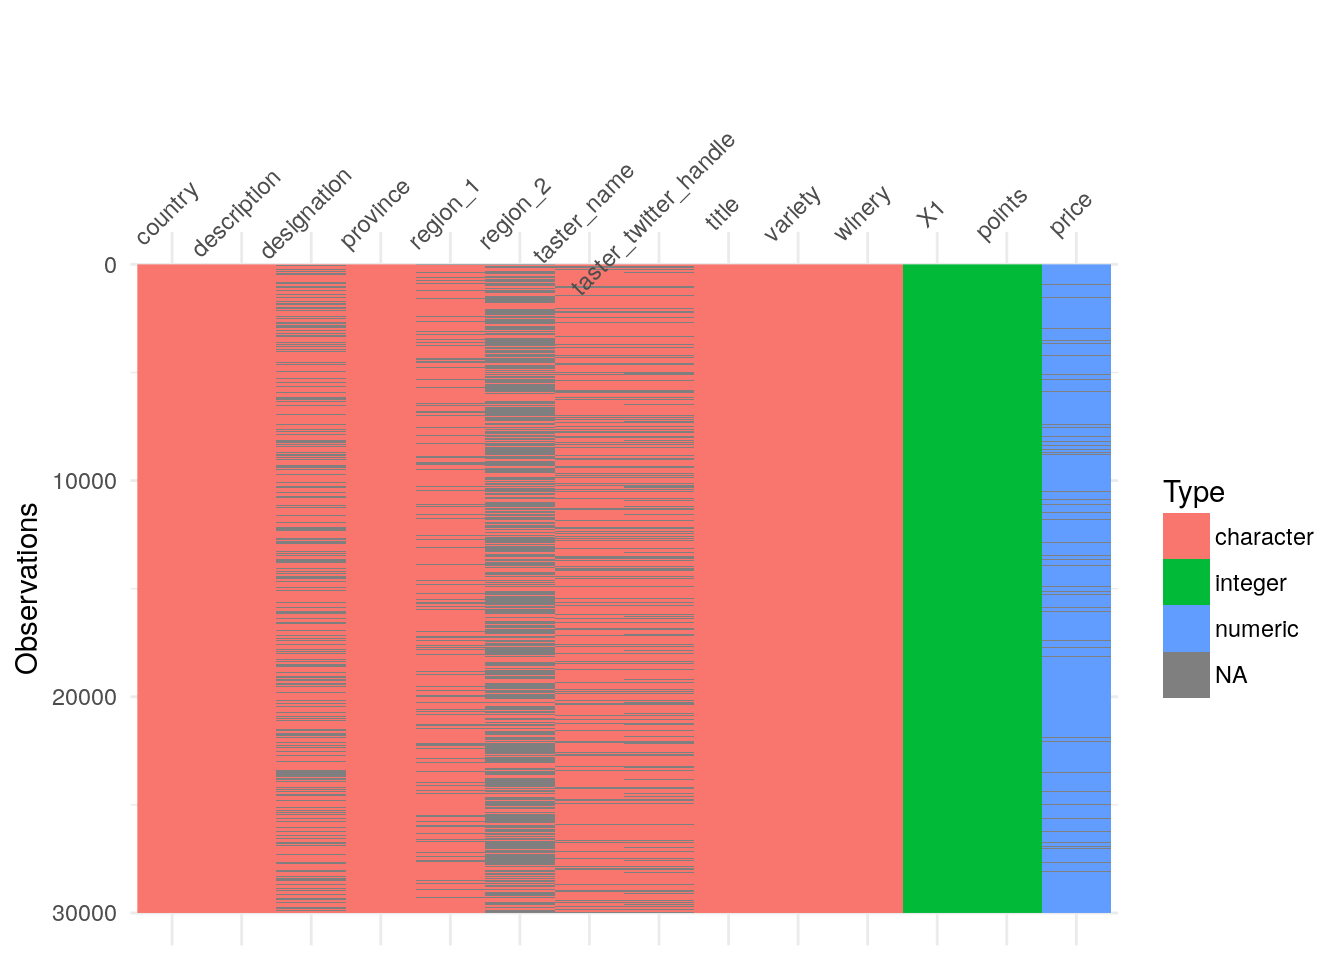 country
description
designation
province
region_1
region_2
taster_name
taster_twitter_handle
title
variety
winery
X1
points
price
0
10000
20000
30000
Observations
Type
character
integer
numeric
NA